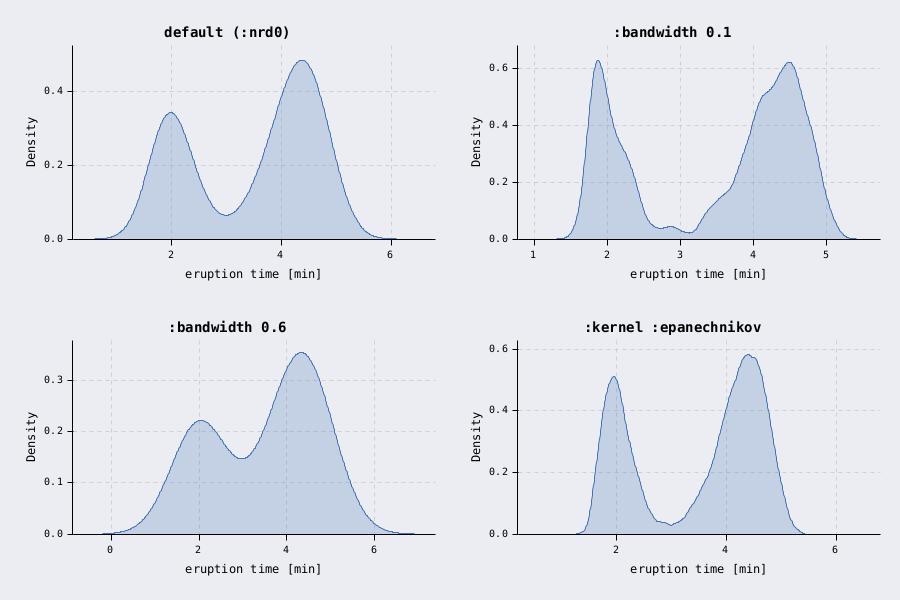 default (:nrd0)
Density
0.4
0.2
0.0
2 4 6
eruption time [min]
:bandwidth 0.1
Density
0.6
0.4
0.2
0.0
1 2 3 4 5
eruption time [min]
:bandwidth 0.6
Density
0.3
0.2
0.1
0.0
0 2 4 6
eruption time [min]
:kernel :epanechnikov
Density
0.6
0.4
0.2
0.0
2 4 6
eruption time [min]